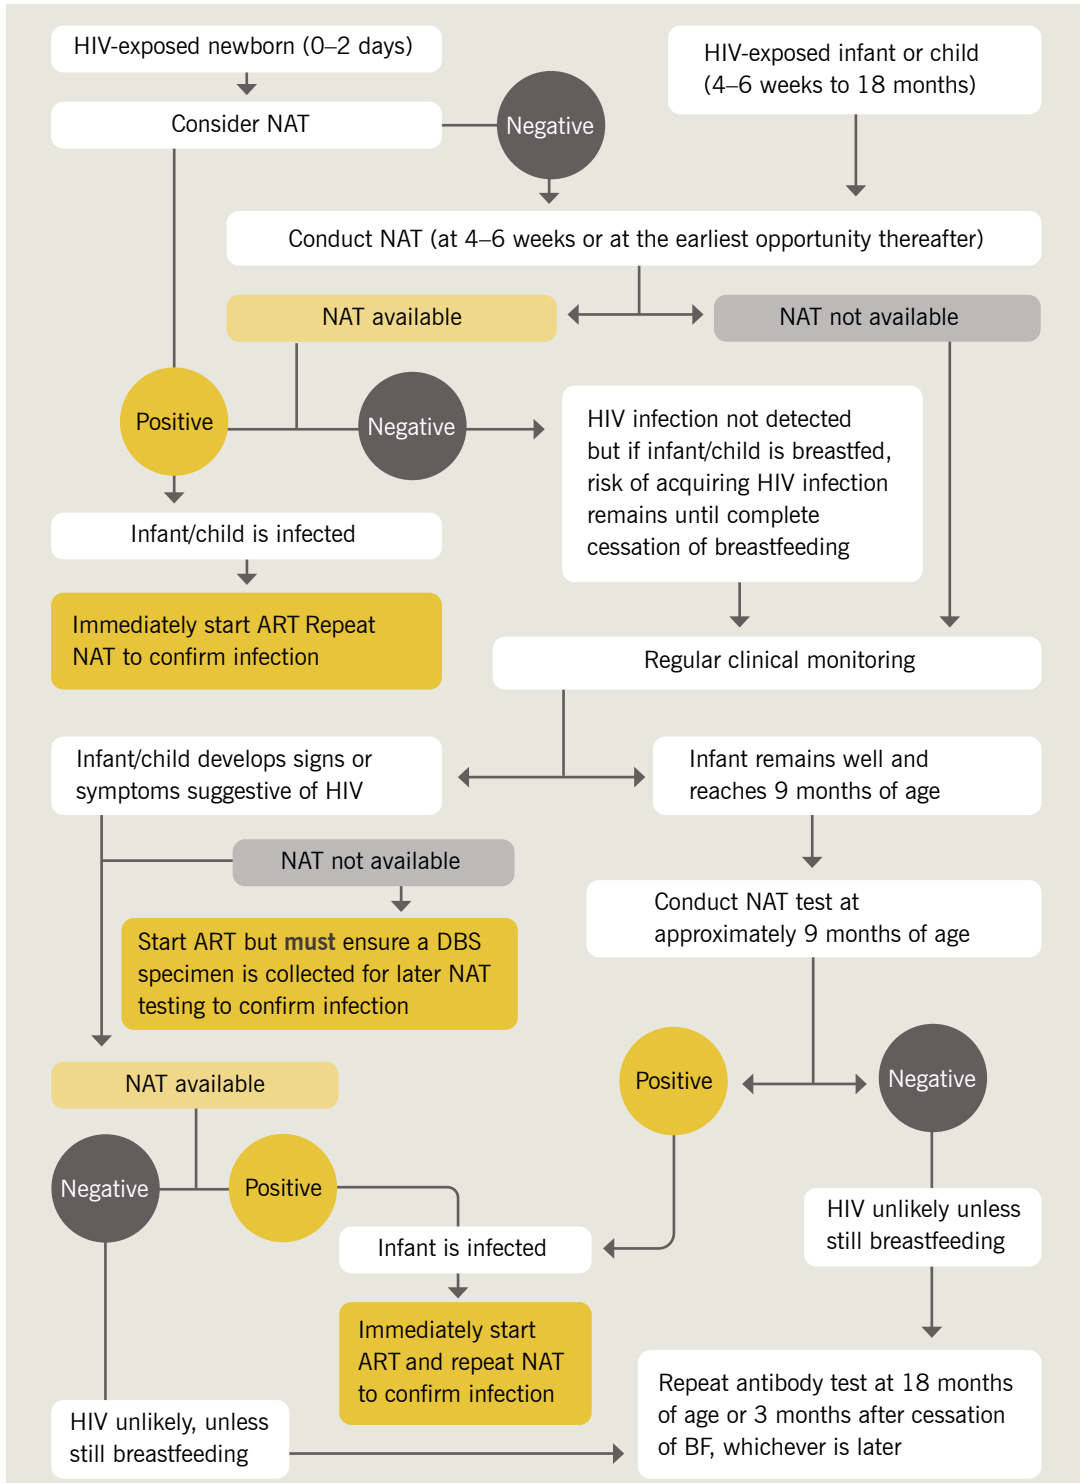 HIV-exposed newborn (0–2 days)
HIV-exposed infant or child
(4–6 weeks to 18 months)
Consider NAT
Negative
Conduct NAT (at 4–6 weeks or at the earliest opportunity thereafter)
NAT available
NAT not available
Positive
Negative
HIV infection not detected
but if infant/child is breastfed,
risk of acquiring HIV infection
remains until complete
cessation of breastfeeding
Infant/child is infected
Immediately start ART Repeat
NAT to confirm infection
Regular clinical monitoring
Infant/child develops signs or
symptoms suggestive of HIV
Infant remains well and
reaches 9 months of age
NAT not available
Conduct NAT test at
approximately 9 months of age
Start ART but must ensure a DBS
specimen is collected for later NAT
testing to confirm infection
NAT available
Positive
Negative
Negative
Positive
HIV unlikely unless
still breastfeeding
Infant is infected
Immediately start
ART and repeat NAT
to confirm infection
Repeat antibody test at 18 months
of age or 3 months after cessation
of BF, whichever is later
HIV unlikely, unless
still breastfeeding